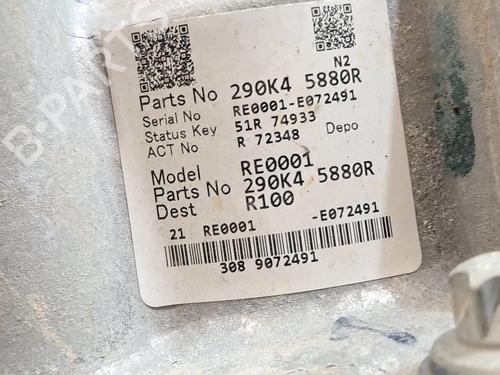 N2
Parts No 290K4 5880R
Serial No RE0001-E072491
Status Key 51R 74933
ACT No R 72348 Depo
Model RE0001
Parts No 290K4 5880R
Dest R100
21 RE0001 -E072491
308 9072491
B-PARTS